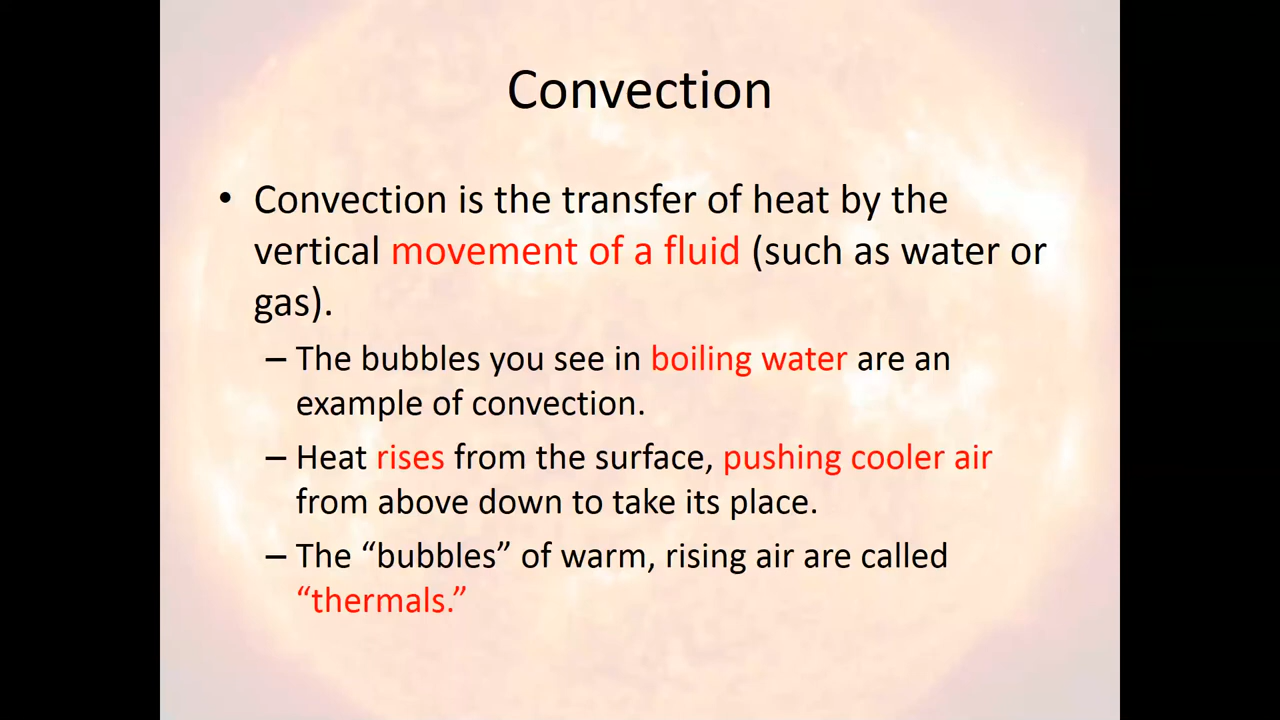 Convection
• Convection is the transfer of heat by the
vertical movement of a fluid (such as water or
gas).
– The bubbles you see in boiling water are an
example of convection.
– Heat rises from the surface, pushing cooler air
from above down to take its place.
– The “bubbles” of warm, rising air are called
“thermals.”